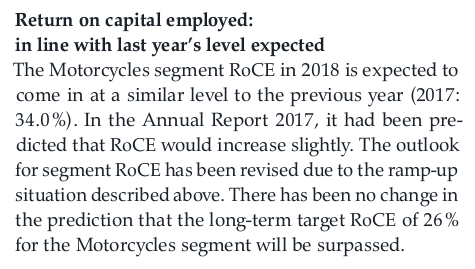 Return on capital employed:
in line with last year's level expected
The Motorcycles segment RoCE in 2018 is expected to
come in at a similar level to the previous year (2017:
34.0 %). In the Annual Report 2017, it had been pre-
dicted that RoCE would increase slightly. The outlook
for segment RoCE has been revised due to the ramp-up
situation described above. There has been no change in
the prediction that the long-term target RoCE of 26 %
for the Motorcycles segment will be surpassed.